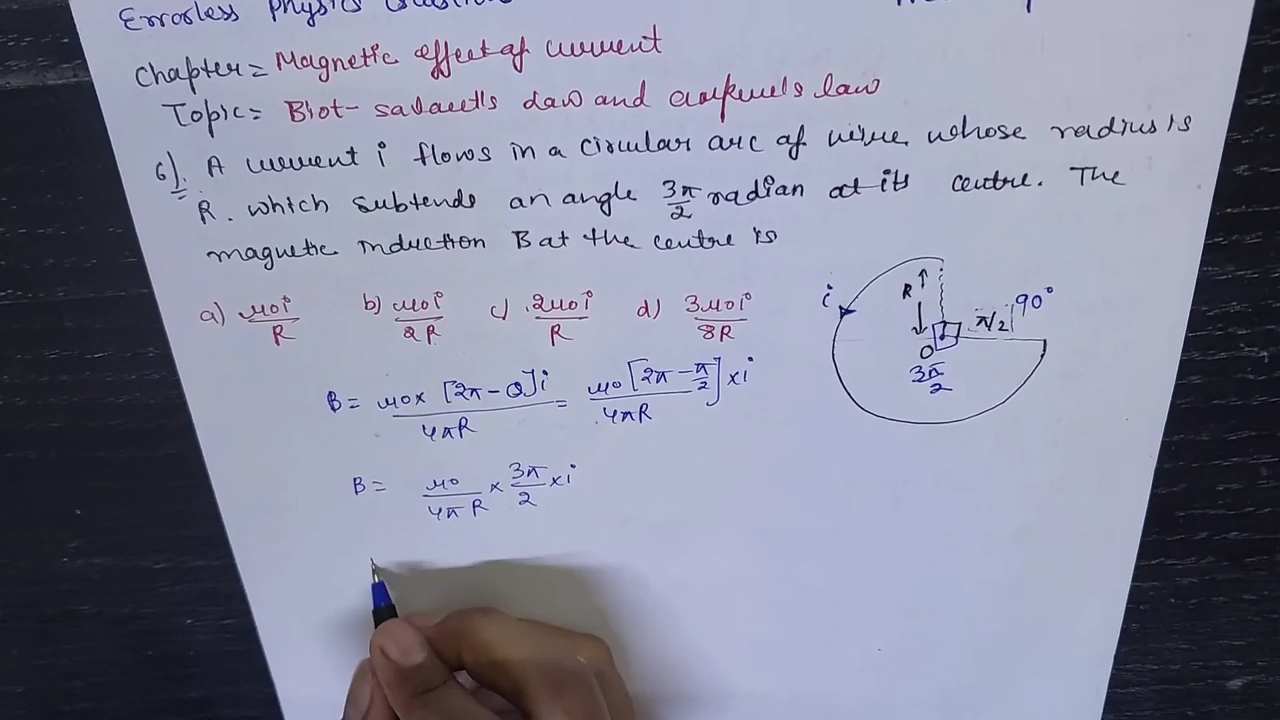 Errorless Physics
Chapter = Magnetic effect of current
Topic = Biot-savart's law and ampere's law
6). A current i flows in a circular arc of wire whose radius is
R. which subtends an angle 3π/2 radian at its centre. The
magnetic induction B at the centre is
a) μ0i/R b) μ0i/2R c) 2μ0i/R d) 3μ0i/8R
i R O π/2 90° 3π/2
B = μ0 × [2π - Q]i / 4πR = μ0 [2π - π/2] × i / 4πR
B = μ0/4πR × 3π/2 × i